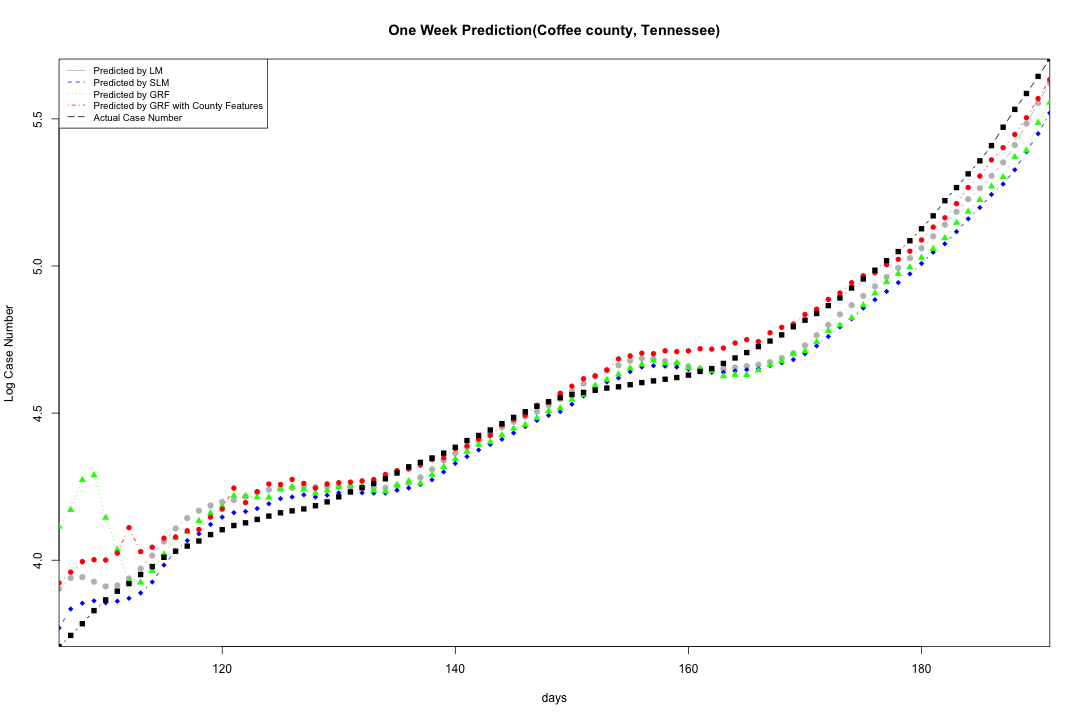 One Week Prediction(Coffee county, Tennessee)
Predicted by LM
Predicted by SLM
Predicted by GRF
Predicted by GRF with County Features
Actual Case Number
5.5
5.0
4.5
4.0
Log Case Number
120 140 160 180
days